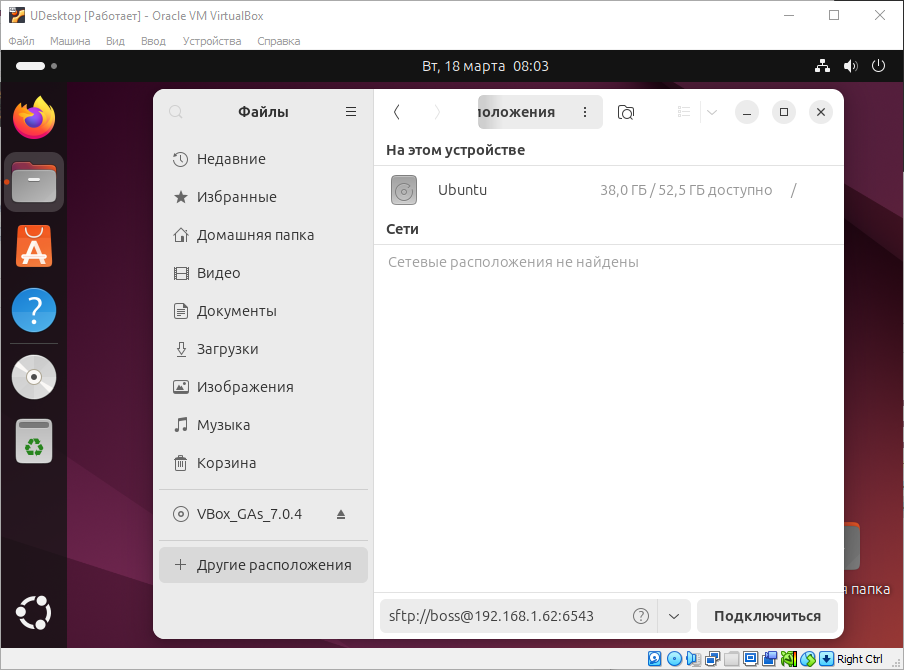 UDesktop [Работает] - Oracle VM VirtualBox
Файл Машина Вид Ввод Устройства Справка
Вт, 18 марта 08:03
Файлы
положения
Недавние
Избранные
Домашняя папка
Видео
Документы
Загрузки
Изображения
Музыка
Корзина
VBox_GAs_7.0.4
Другие расположения
На этом устройстве
Ubuntu 38,0 ГБ / 52,5 ГБ доступно /
Сети
Сетевые расположения не найдены
я папка
sftp://boss@192.168.1.62:6543 Подключиться
Right Ctrl